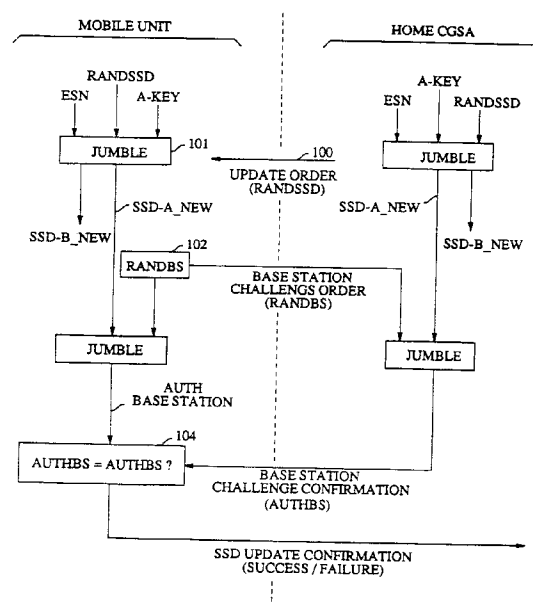 MOBILE UNIT
HOME CGSA
RANDSSD
ESN
A-KEY
A-KEY
ESN
RANDSSD
JUMBLE
101
100
JUMBLE
UPDATE ORDER
(RANDSSD)
SSD-A_NEW
SSD-A_NEW
SSD-B_NEW
SSD-B_NEW
102
RANDBS
BASE STATION
CHALLENGS ORDER
(RANDBS)
JUMBLE
JUMBLE
AUTH
BASE STATION
104
AUTHBS = AUTHBS ?
BASE STATION
CHALLENGE CONFIRMATION
(AUTHBS)
SSD UPDATE CONFIRMATION
(SUCCESS / FAILURE)